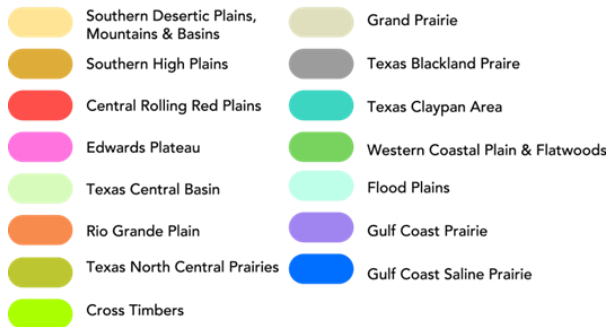 Southern Desertic Plains,
Mountains & Basins
Southern High Plains
Central Rolling Red Plains
Edwards Plateau
Texas Central Basin
Rio Grande Plain
Texas North Central Prairies
Cross Timbers
Grand Prairie
Texas Blackland Praire
Texas Claypan Area
Western Coastal Plain & Flatwoods
Flood Plains
Gulf Coast Prairie
Gulf Coast Saline Prairie